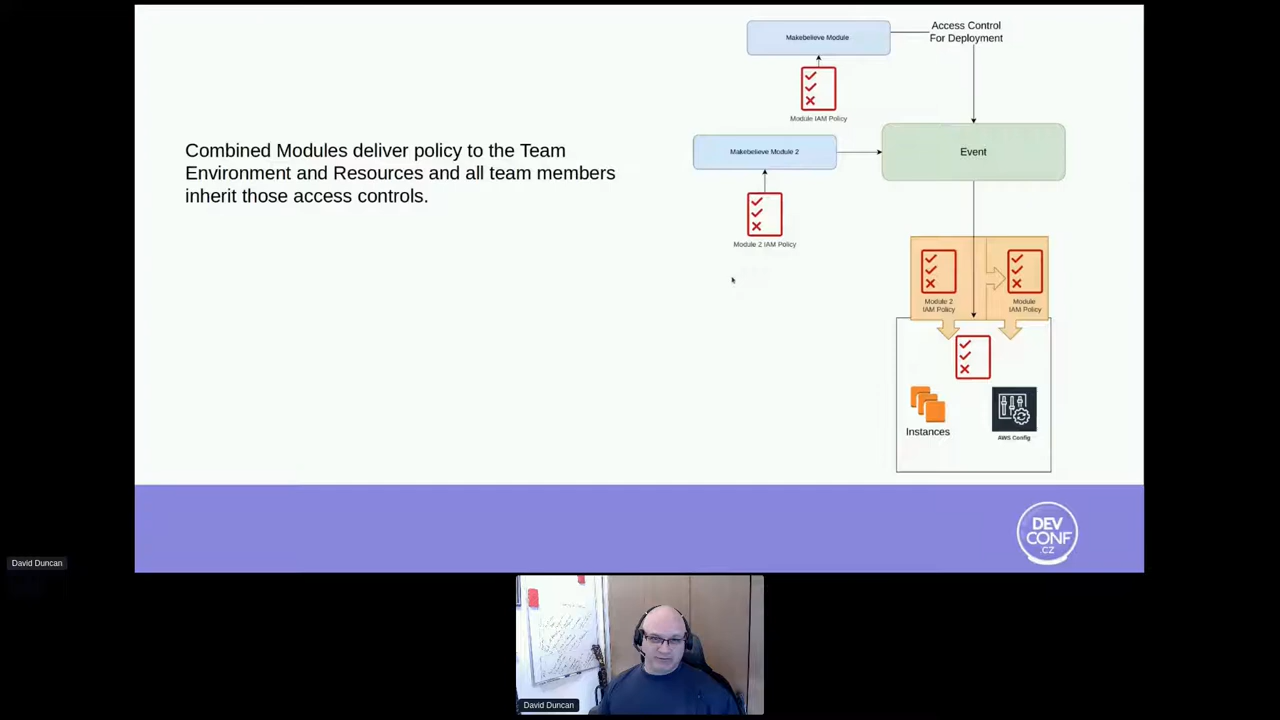 Makebelieve Module
Access Control
For Deployment
Module IAM Policy
Makebelieve Module 2
Event
Module 2 IAM Policy
Combined Modules deliver policy to the Team
Environment and Resources and all team members
inherit those access controls.
Module 2
IAM Policy
Module
IAM Policy
Instances
AWS Config
DEV
CONF
.CZ
David Duncan
David Duncan